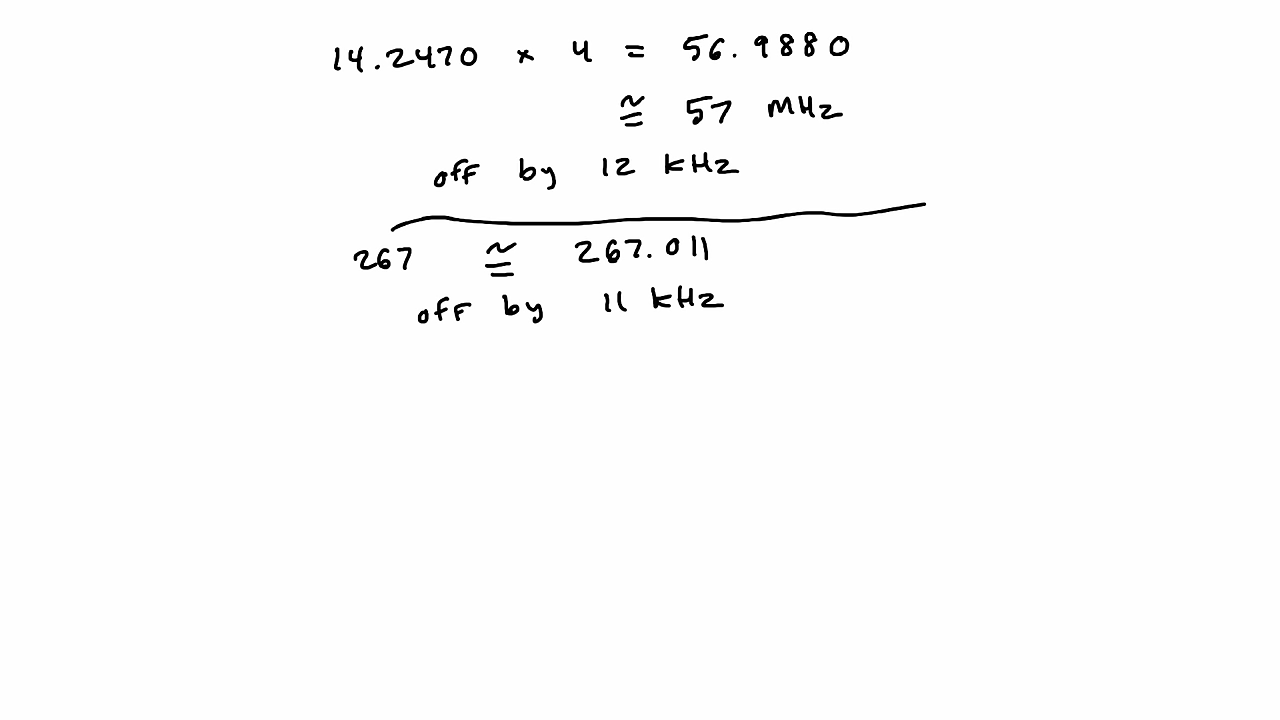 14.2470 × 4 = 56.9880
≅ 57 MHz
off by 12 kHz
267 ≅ 267.011
off by 11 kHz